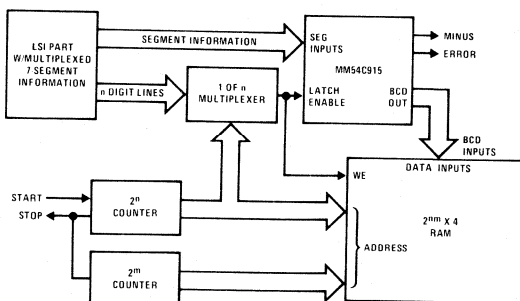 LSI PART
W/MULTIPLEXED
7 SEGMENT
INFORMATION
SEGMENT INFORMATION
n DIGIT LINES
1 OF n
MULTIPLEXER
SEG
INPUTS
MM54C915
LATCH
ENABLE
BCD
OUT
MINUS
ERROR
BCD
INPUTS
DATA INPUTS
WE
2ⁿᵐ X 4
RAM
ADDRESS
START
STOP
2ⁿ
COUNTER
2ᵐ
COUNTER